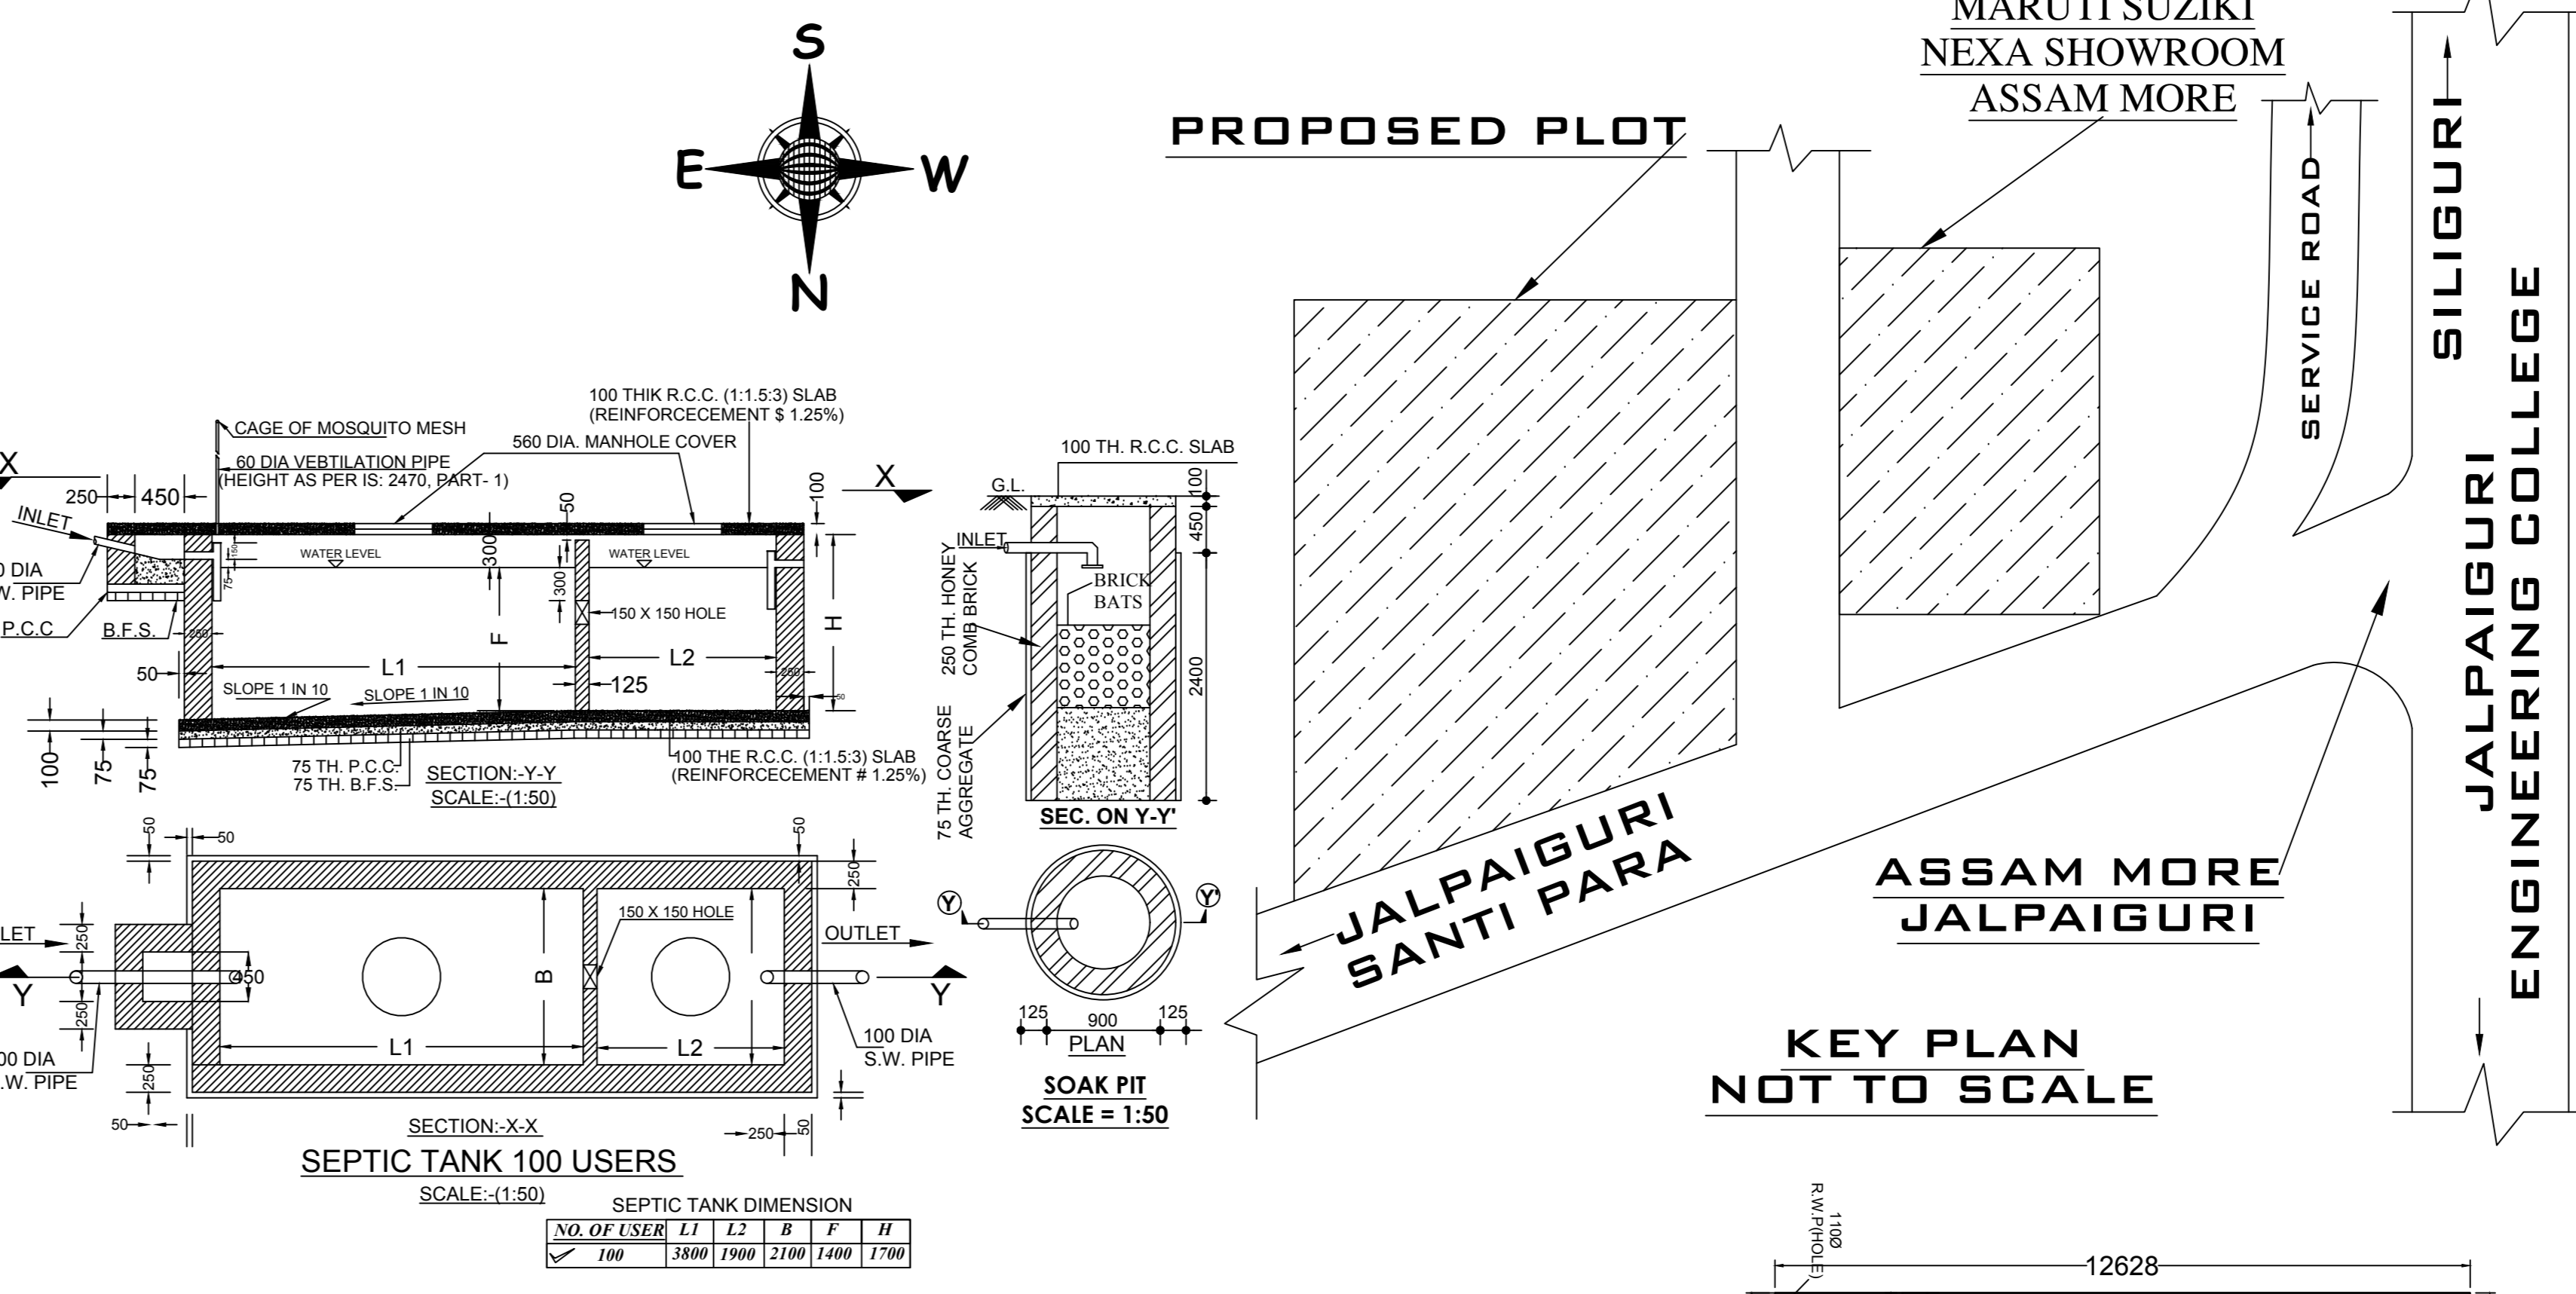 S
E
W
N
MARUTI SUZIKI
NEXA SHOWROOM
ASSAM MORE
PROPOSED PLOT
SERVICE ROAD
SILIGURI
JALPAIGURI
ENGINEERING COLLEGE
JALPAIGURI
SANTI PARA
ASSAM MORE
JALPAIGURI
KEY PLAN
NOT TO SCALE
100 THIK R.C.C. (1:1.5:3) SLAB
(REINFORCECEMENT $ 1.25%)
CAGE OF MOSQUITO MESH
560 DIA. MANHOLE COVER
60 DIA VEBTILATION PIPE
(HEIGHT AS PER IS: 2470, PART- 1)
X
X
250
450
50
100
INLET
0 DIA
W. PIPE
P.C.C
B.F.S.
150
75
WATER LEVEL
300
WATER LEVEL
300
150 X 150 HOLE
F
H
250
L1
L2
250
50
125
50
SLOPE 1 IN 10
SLOPE 1 IN 10
100
75
75
75 TH. P.C.C.
75 TH. B.F.S.
100 THE R.C.C. (1:1.5:3) SLAB
(REINFORCECEMENT # 1.25%)
SECTION:-Y-Y
SCALE:-(1:50)
50
50
50
250
LET
250
450
250
Y
00 DIA
.W. PIPE
250
50
150 X 150 HOLE
B
L1
L2
OUTLET
Y
100 DIA
S.W. PIPE
250
50
SECTION:-X-X
SEPTIC TANK 100 USERS
SCALE:-(1:50)
SEPTIC TANK DIMENSION
NO. OF USER L1 L2 B F H
100 3800 1900 2100 1400 1700
100 TH. R.C.C. SLAB
G.L.
100
450
INLET
BRICK
BATS
250 TH. HONEY
COMB BRICK
75 TH. COARSE
AGGREGATE
2400
SEC. ON Y-Y'
Y
Y'
125
900
125
PLAN
SOAK PIT
SCALE = 1:50
110Ø
R.W.P(HOLE)
12628